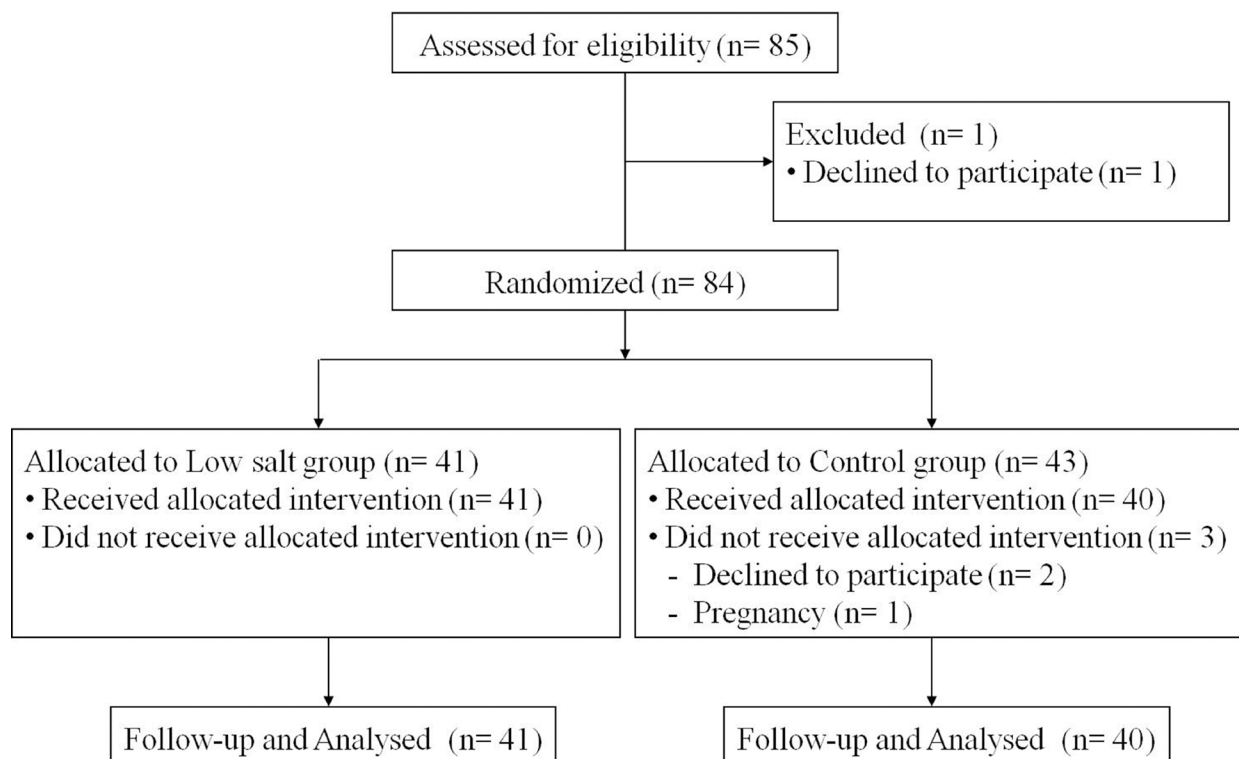 Assessed for eligibility (n= 85)
Excluded (n= 1)
• Declined to participate (n= 1)
Randomized (n= 84)
Allocated to Low salt group (n= 41)
• Received allocated intervention (n= 41)
• Did not receive allocated intervention (n= 0)
Allocated to Control group (n= 43)
• Received allocated intervention (n= 40)
• Did not receive allocated intervention (n= 3)
- Declined to participate (n= 2)
- Pregnancy (n= 1)
Follow-up and Analysed (n= 41)
Follow-up and Analysed (n= 40)